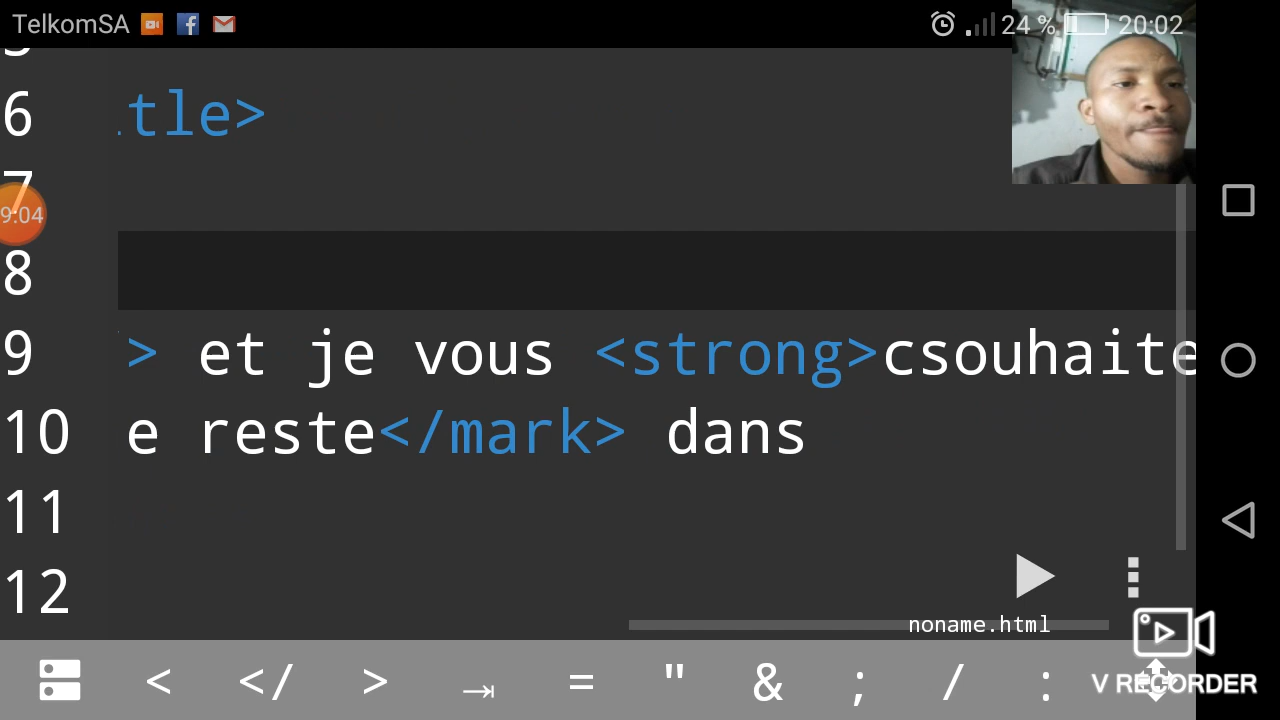 TelkomSA 24 % 20:02
6 tle>
7
9:04
8
9 > et je vous <strong>csouhaite
10 e reste</mark> dans
11
12
noname.html
< </ > ⇥ = " & ; / : V RECORDER